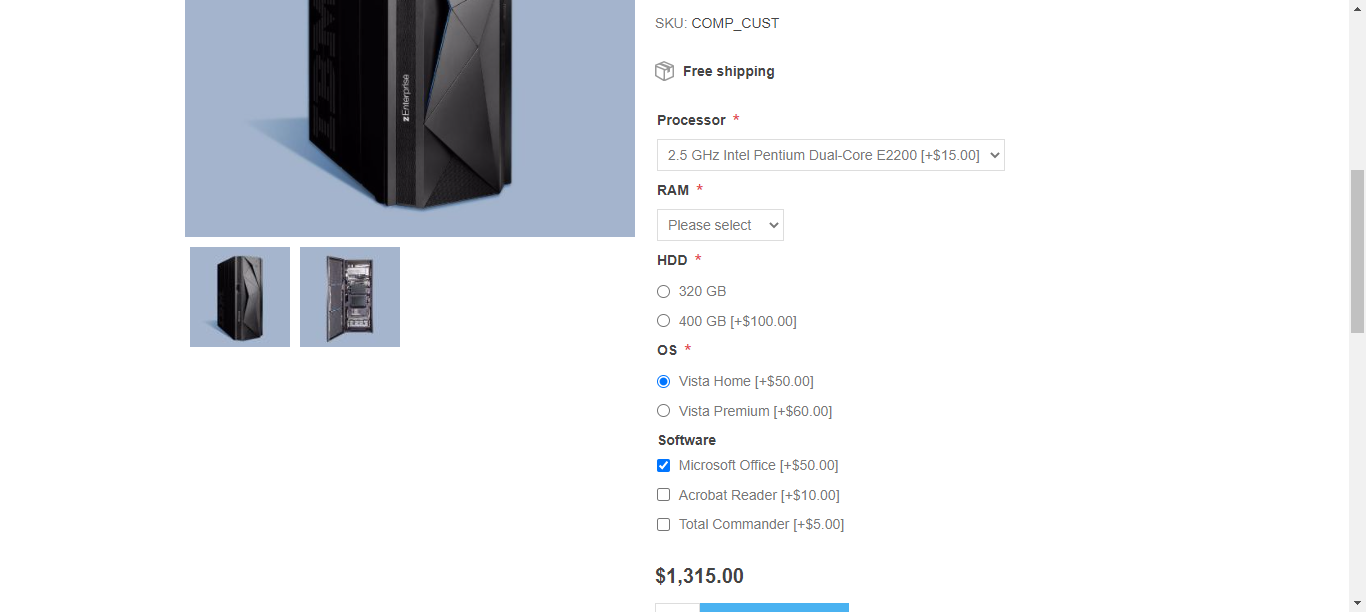 SKU: COMP_CUST
Free shipping
Processor *
2.5 GHz Intel Pentium Dual-Core E2200 [+$15.00]
RAM *
Please select
HDD *
320 GB
400 GB [+$100.00]
OS *
Vista Home [+$50.00]
Vista Premium [+$60.00]
Software
Microsoft Office [+$50.00]
Acrobat Reader [+$10.00]
Total Commander [+$5.00]
$1,315.00
IBM
zEnterprise